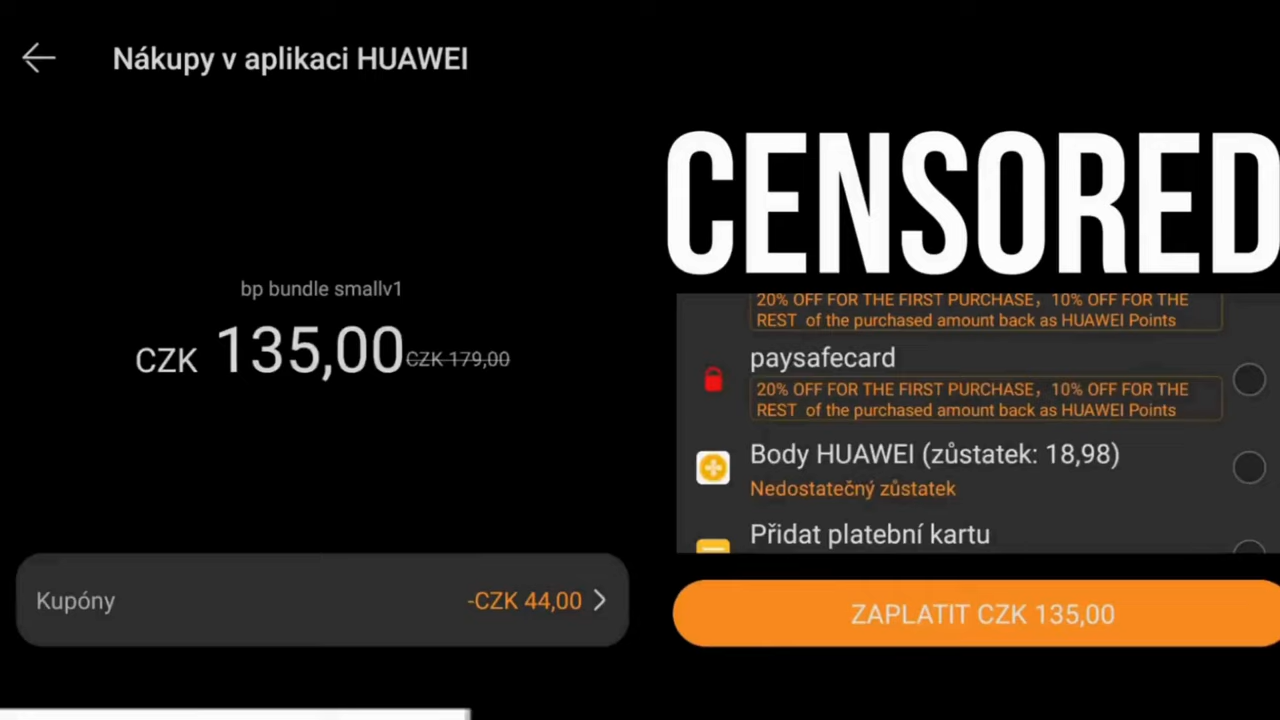 Nákupy v aplikaci HUAWEI
CENSORED
bp bundle smallv1
CZK 135,00 CZK 179,00
Kupóny -CZK 44,00
20% OFF FOR THE FIRST PURCHASE，10% OFF FOR THE
REST of the purchased amount back as HUAWEI Points
paysafecard
20% OFF FOR THE FIRST PURCHASE，10% OFF FOR THE
REST of the purchased amount back as HUAWEI Points
Body HUAWEI (zůstatek: 18,98)
Nedostatečný zůstatek
Přidat platební kartu
ZAPLATIT CZK 135,00